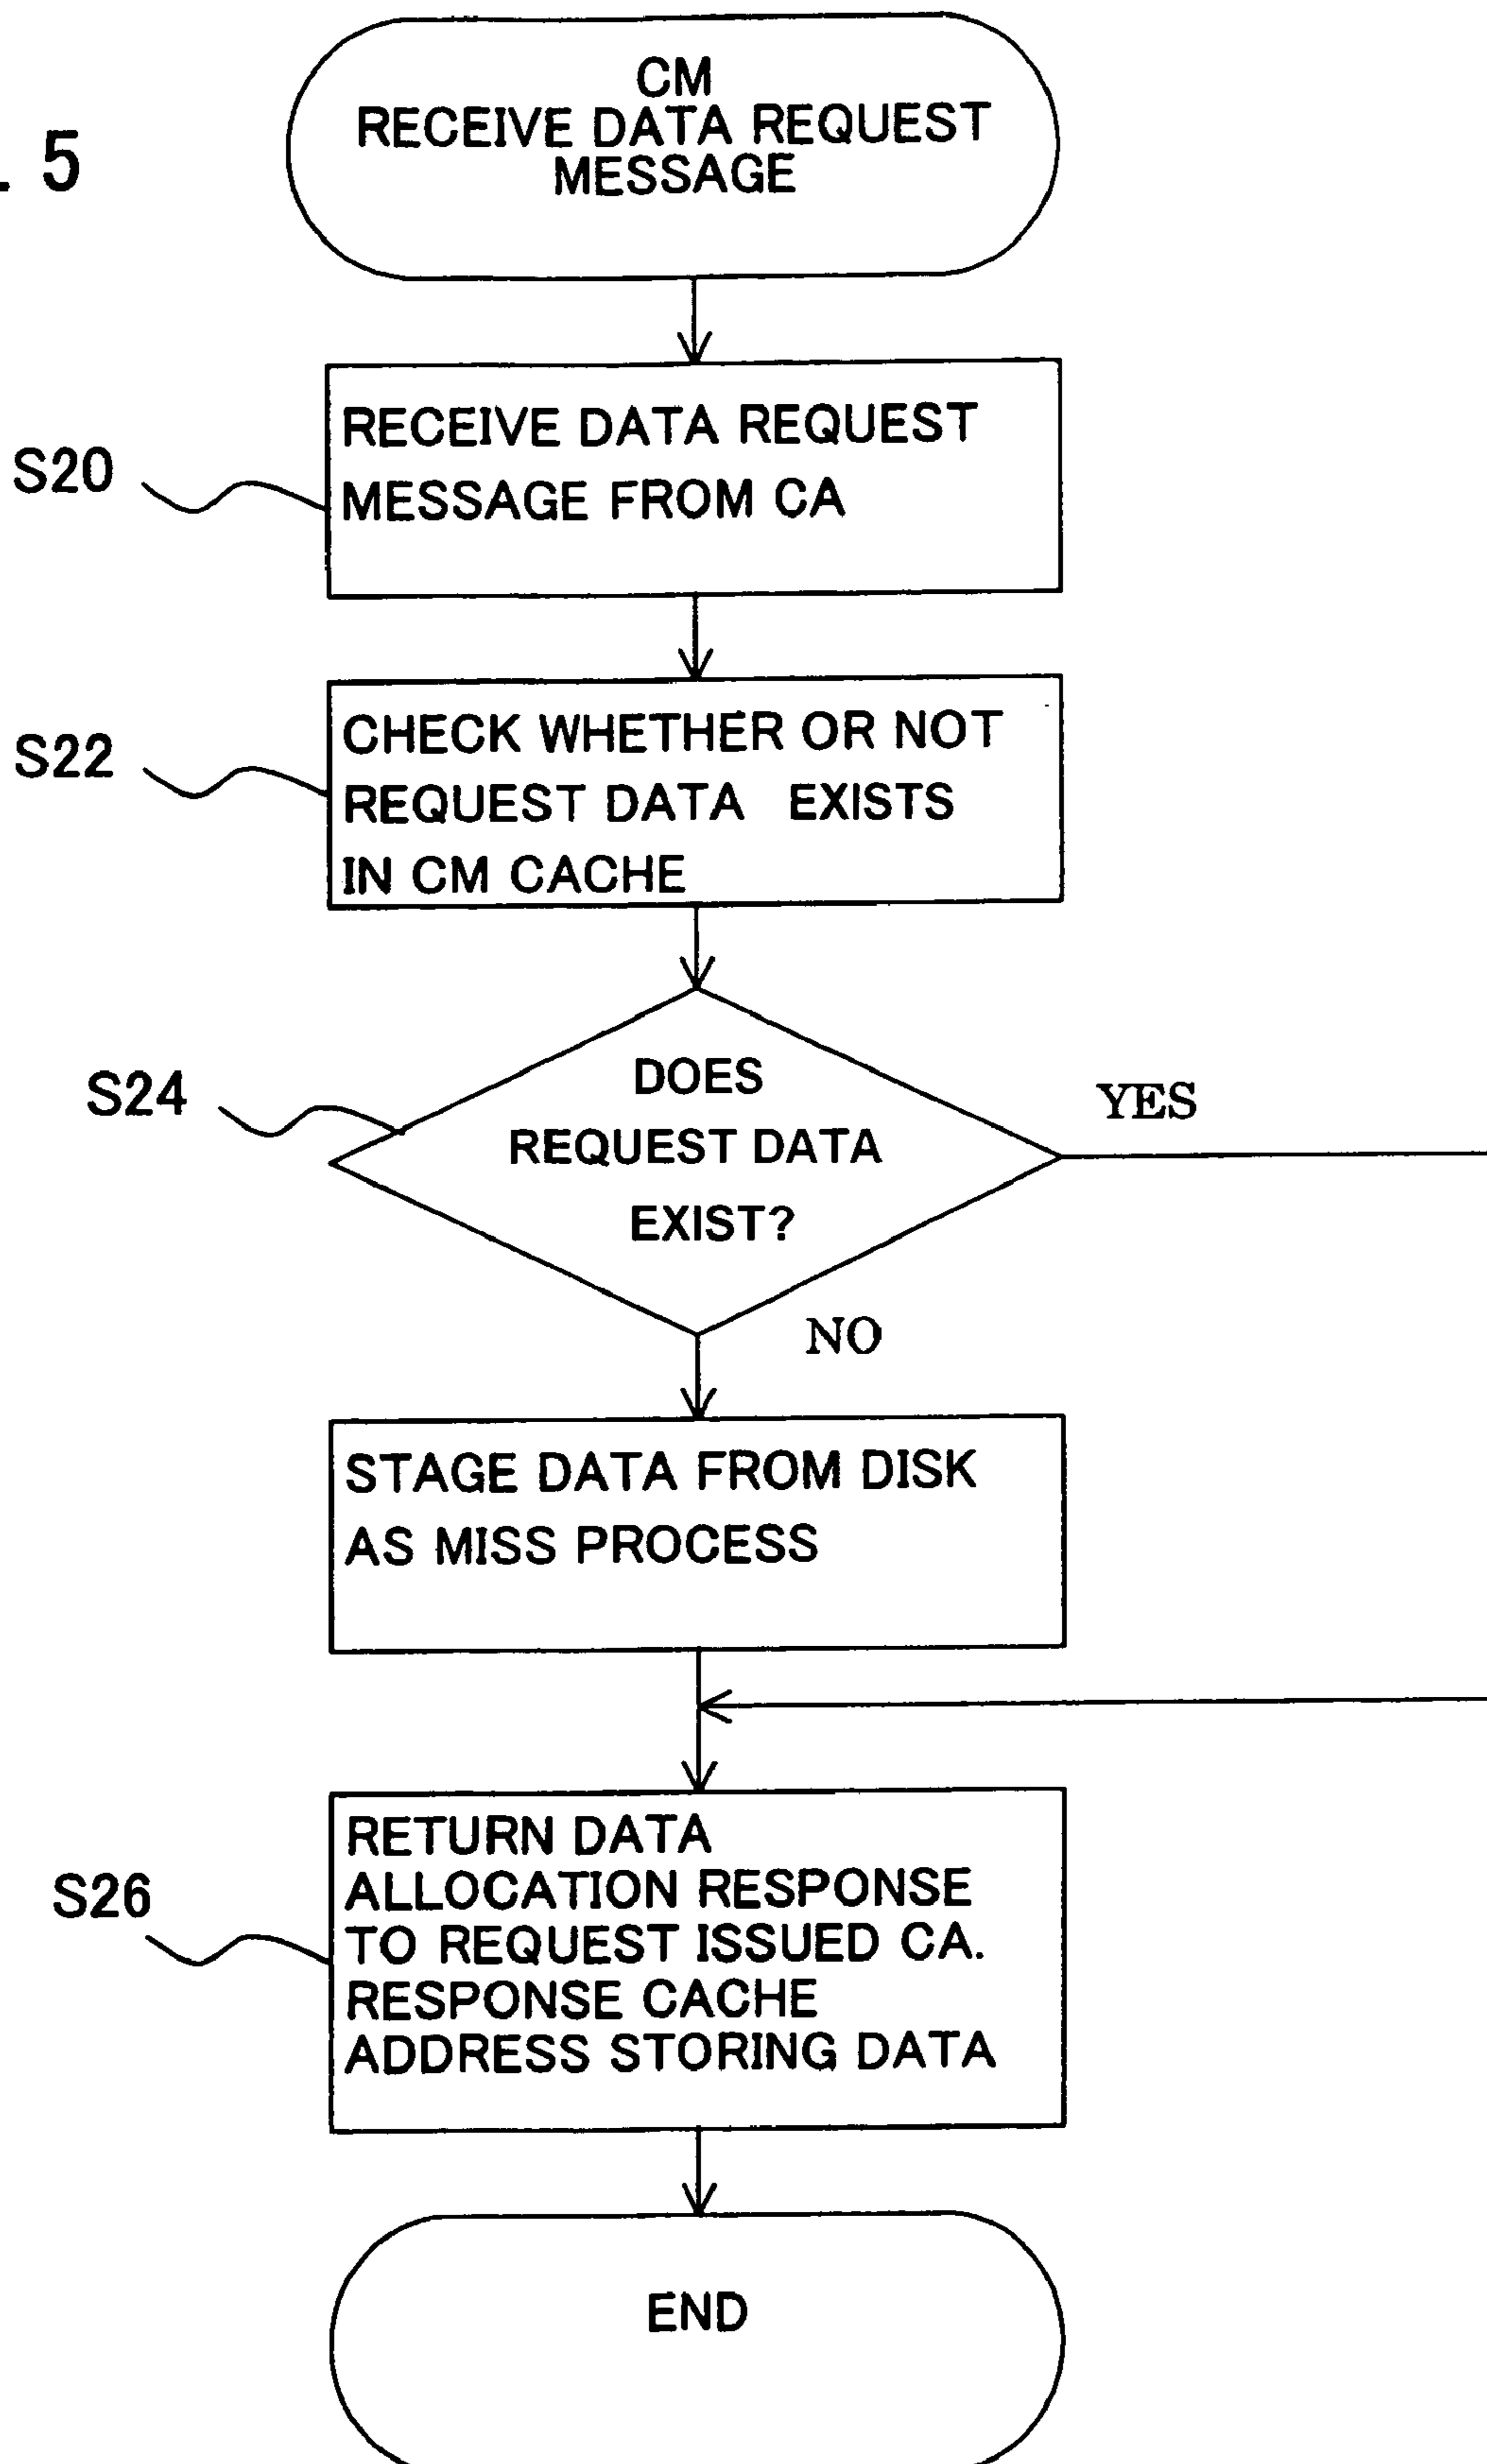 . 5
CM
RECEIVE DATA REQUEST
MESSAGE
S20
RECEIVE DATA REQUEST
MESSAGE FROM CA
S22
CHECK WHETHER OR NOT
REQUEST DATA EXISTS
IN CM CACHE
S24
DOES
REQUEST DATA
EXIST?
YES
NO
STAGE DATA FROM DISK
AS MISS PROCESS
S26
RETURN DATA
ALLOCATION RESPONSE
TO REQUEST ISSUED CA.
RESPONSE CACHE
ADDRESS STORING DATA
END